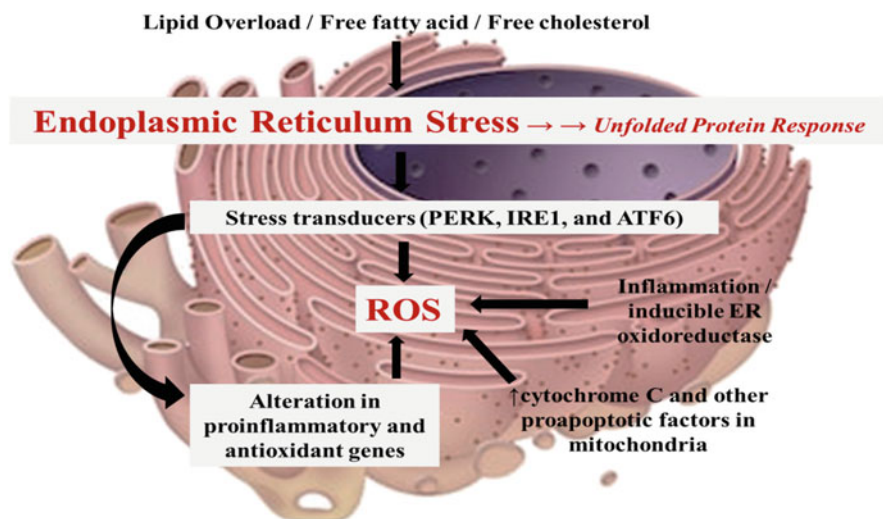 Lipid Overload / Free fatty acid / Free cholesterol
Endoplasmic Reticulum Stress → → Unfolded Protein Response
Stress transducers (PERK, IRE1, and ATF6)
ROS
Inflammation /
inducible ER
oxidoreductase
Alteration in
proinflammatory and
antioxidant genes
↑cytochrome C and other
proapoptotic factors in
mitochondria